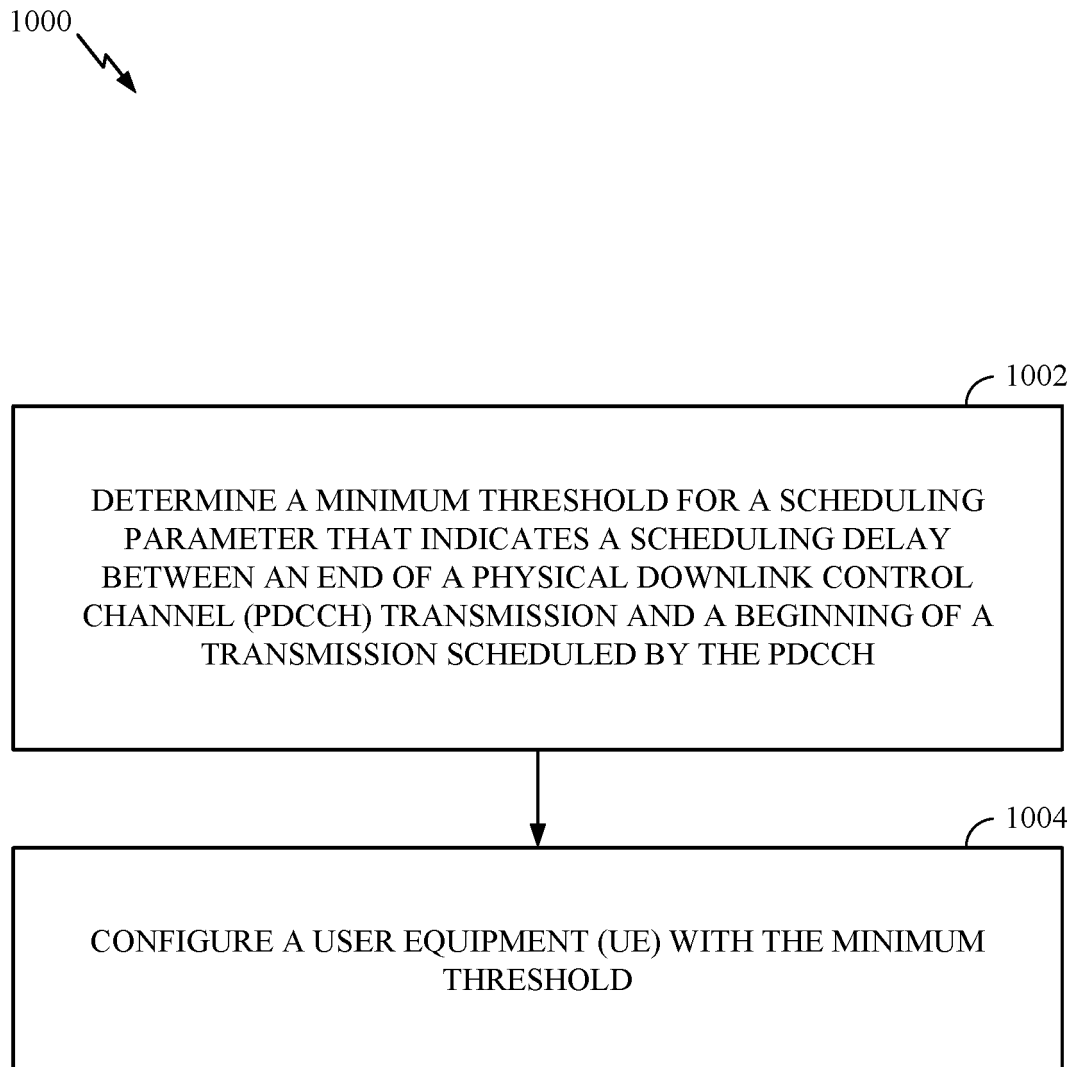 1000
1002
DETERMINE A MINIMUM THRESHOLD FOR A SCHEDULING
PARAMETER THAT INDICATES A SCHEDULING DELAY
BETWEEN AN END OF A PHYSICAL DOWNLINK CONTROL
CHANNEL (PDCCH) TRANSMISSION AND A BEGINNING OF A
TRANSMISSION SCHEDULED BY THE PDCCH
1004
CONFIGURE A USER EQUIPMENT (UE) WITH THE MINIMUM
THRESHOLD